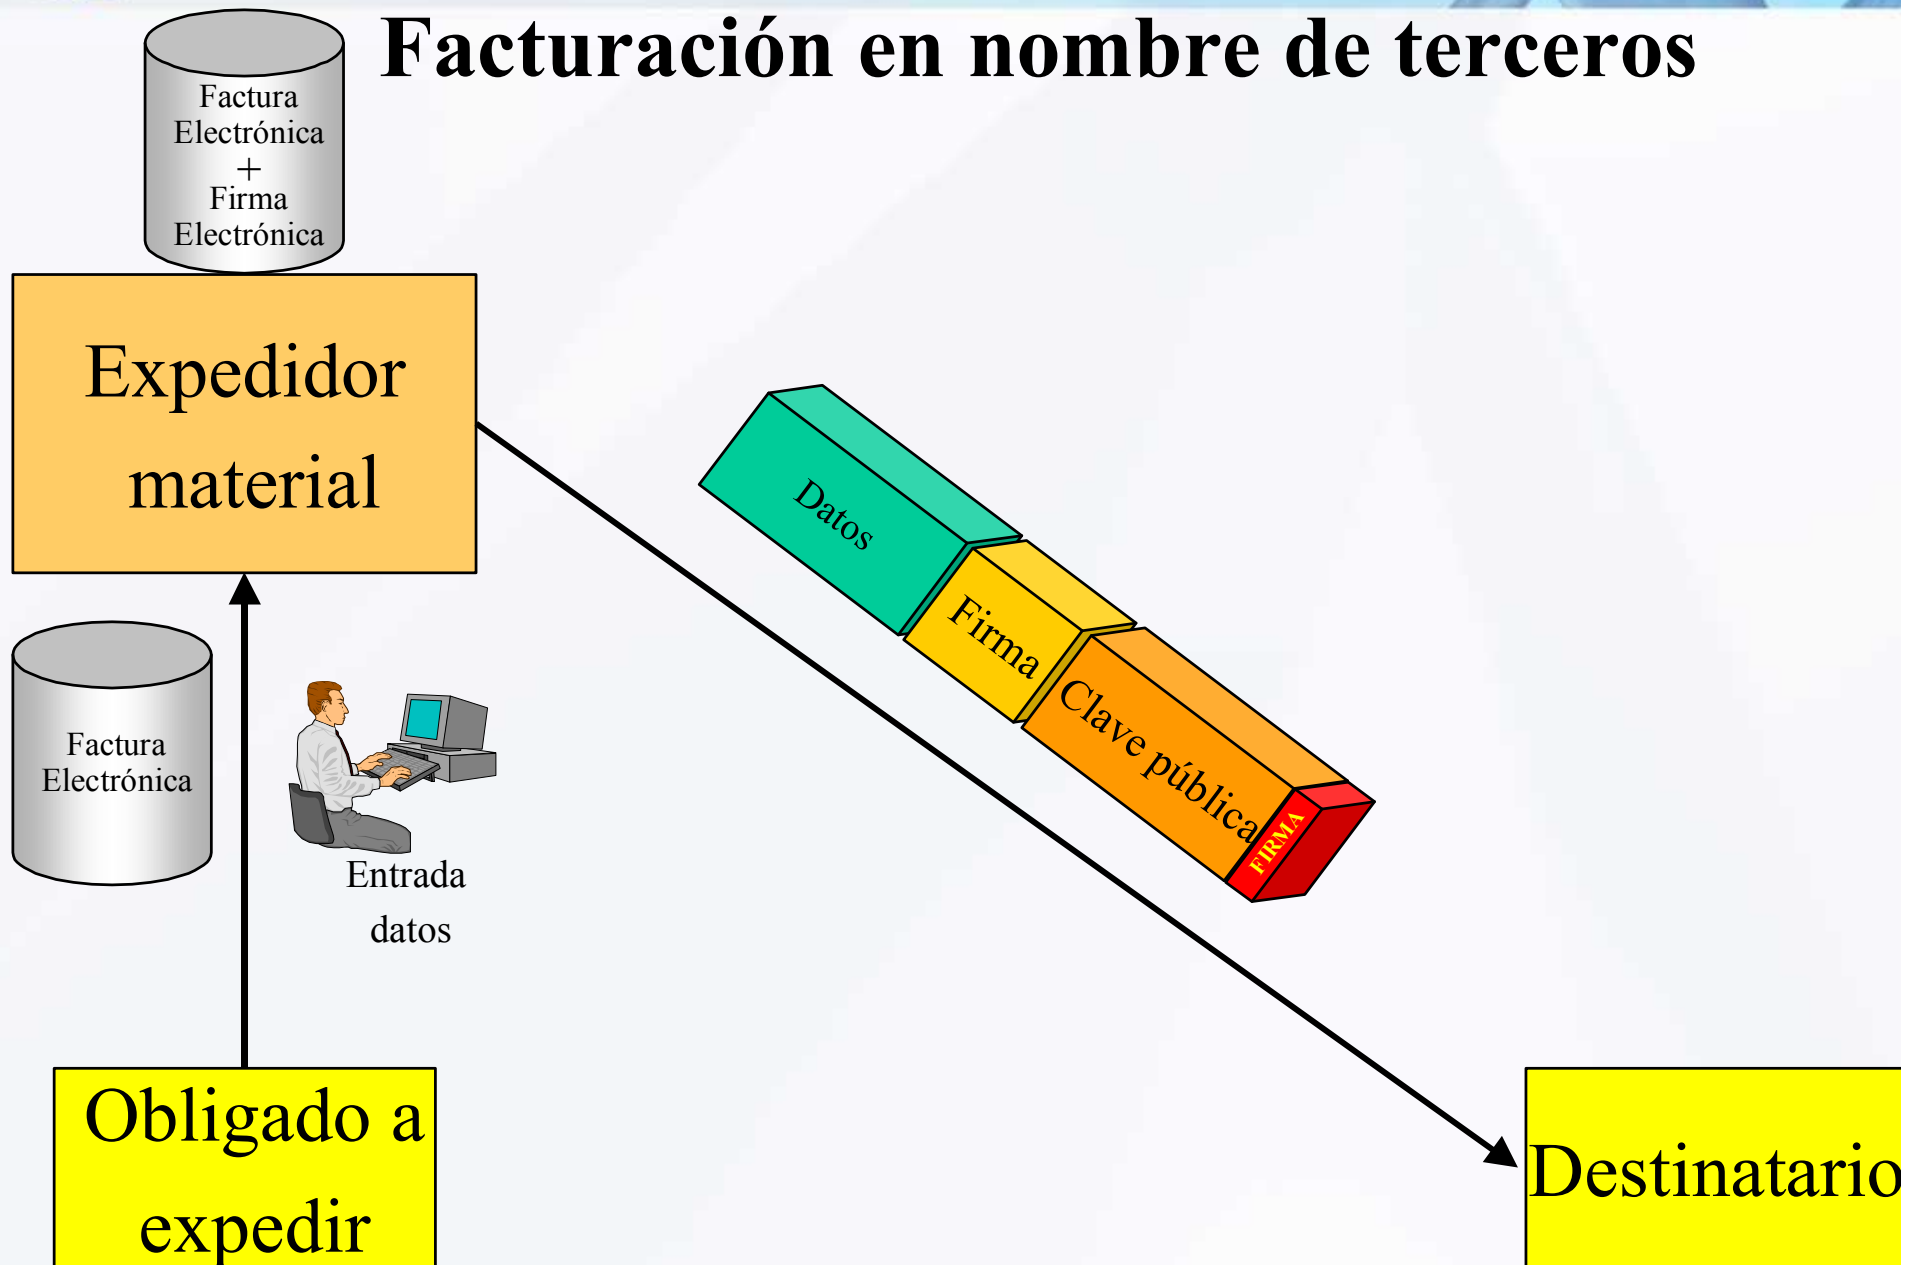 Facturación en nombre de terceros
Factura
Electrónica
+
Firma
Electrónica
Expedidor
material
Datos
Firma
Clave pública
FIRMA
Factura
Electrónica
Entrada
datos
Obligado a
expedir
Destinatario